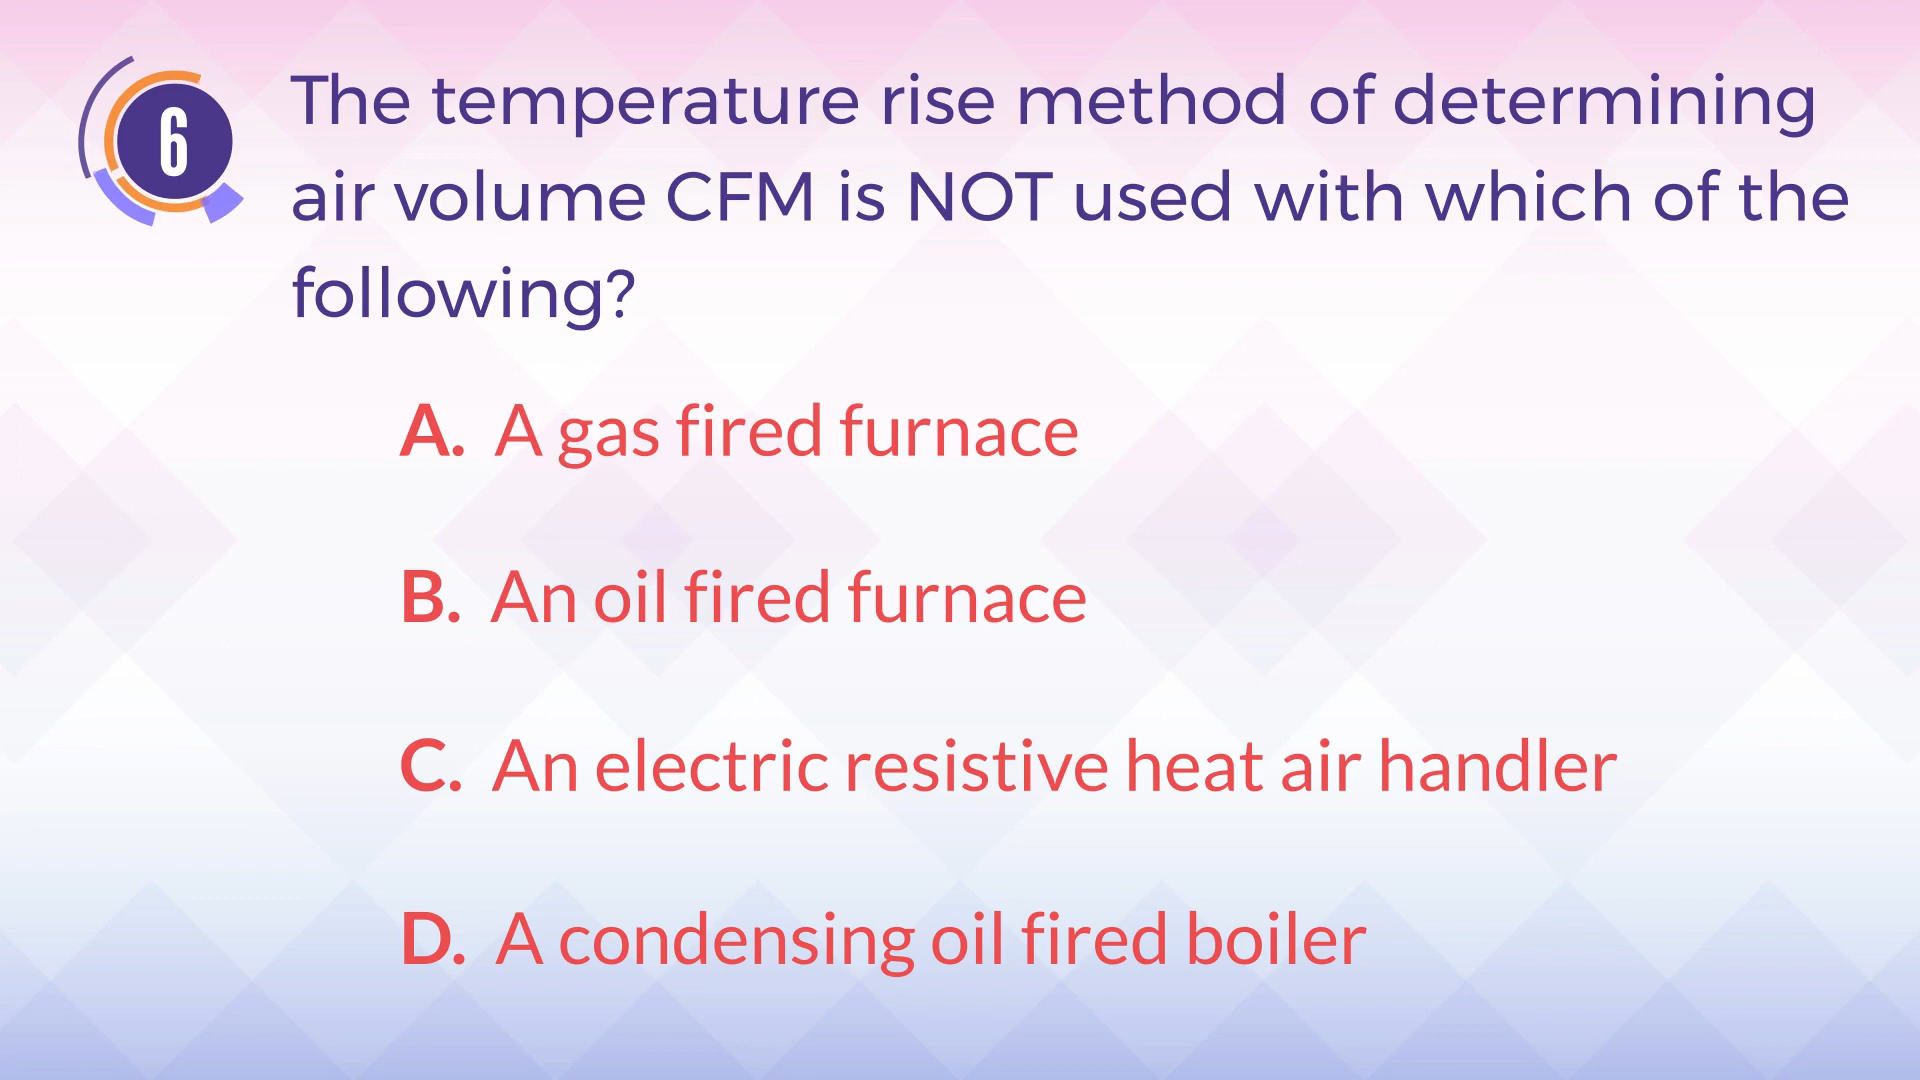 6
The temperature rise method of determining
air volume CFM is NOT used with which of the
following?
A. A gas fired furnace
B. An oil fired furnace
C. An electric resistive heat air handler
D. A condensing oil fired boiler